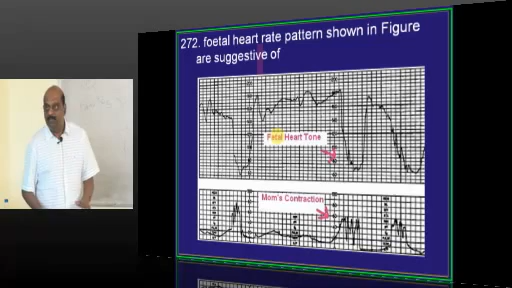 272. foetal heart rate pattern shown in Figure
are suggestive of
Fetal Heart Tone
Mom's Contraction